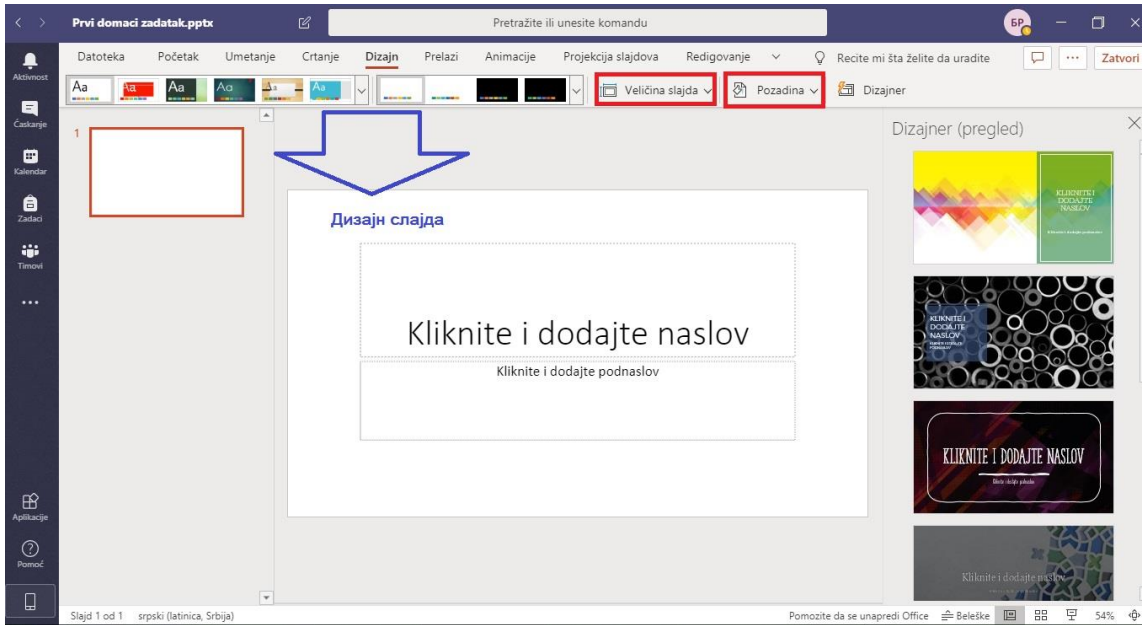 Prvi domaci zadatak.pptx
Pretražite ili unesite komandu
БР
Aktivnost
Ćaskanje
Kalendar
Zadaci
Timovi
Aplikacije
Pomoć
Datoteka Početak Umetanje Crtanje Dizajn Prelazi Animacije Projekcija slajdova Redigovanje Recite mi šta želite da uradite Zatvori
Aa Aa Aa Aa Aa Aa Veličina slajda Pozadina Dizajner
1
Дизајн слајда
Kliknite i dodajte naslov
Kliknite i dodajte podnaslov
Dizajner (pregled)
KLIKNITE I
DODAJTE
NASLOV
KLIKNITE I
DODAJTE
NASLOV
KLIKNITE I DODAJTE NASLOV
Kliknite i dodajte naslov
Slajd 1 od 1 srpski (latinica, Srbija) Pomozite da se unapredi Office Beleške 54%